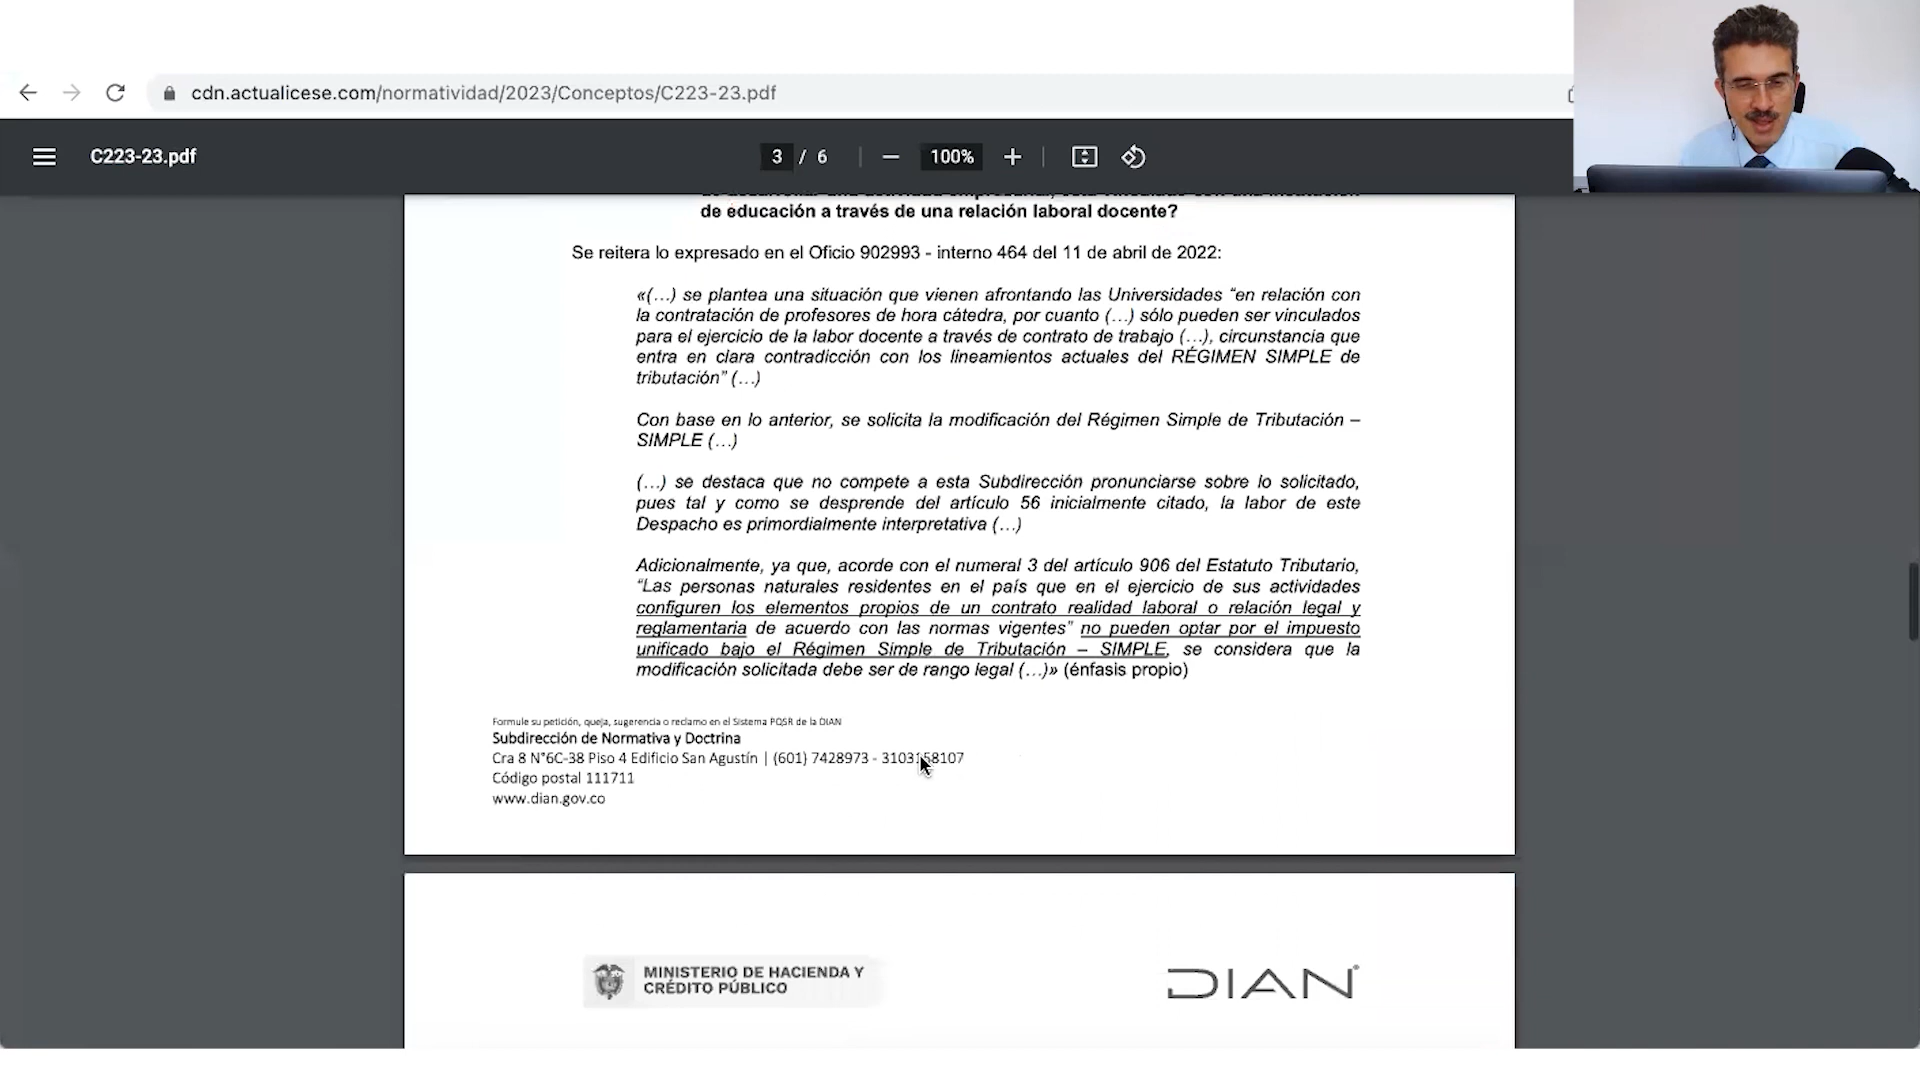 cdn.actualicese.com/normatividad/2023/Conceptos/C223-23.pdf
C223-23.pdf
3 / 6
100%
de educación a través de una relación laboral docente?
Se reitera lo expresado en el Oficio 902993 - interno 464 del 11 de abril de 2022:
«(…) se plantea una situación que vienen afrontando las Universidades “en relación con
la contratación de profesores de hora cátedra, por cuanto (…) sólo pueden ser vinculados
para el ejercicio de la labor docente a través de contrato de trabajo (…), circunstancia que
entra en clara contradicción con los lineamientos actuales del RÉGIMEN SIMPLE de
tributación” (…)
Con base en lo anterior, se solicita la modificación del Régimen Simple de Tributación –
SIMPLE (…)
(…) se destaca que no compete a esta Subdirección pronunciarse sobre lo solicitado,
pues tal y como se desprende del artículo 56 inicialmente citado, la labor de este
Despacho es primordialmente interpretativa (…)
Adicionalmente, ya que, acorde con el numeral 3 del artículo 906 del Estatuto Tributario,
“Las personas naturales residentes en el país que en el ejercicio de sus actividades
configuren los elementos propios de un contrato realidad laboral o relación legal y
reglamentaria de acuerdo con las normas vigentes” no pueden optar por el impuesto
unificado bajo el Régimen Simple de Tributación – SIMPLE, se considera que la
modificación solicitada debe ser de rango legal (…)» (énfasis propio)
Formule su petición, queja, sugerencia o reclamo en el Sistema PQSR de la DIAN
Subdirección de Normativa y Doctrina
Cra 8 N°6C-38 Piso 4 Edificio San Agustín | (601) 7428973 - 3103158107
Código postal 111711
www.dian.gov.co
MINISTERIO DE HACIENDA Y
CRÉDITO PÚBLICO
DIAN